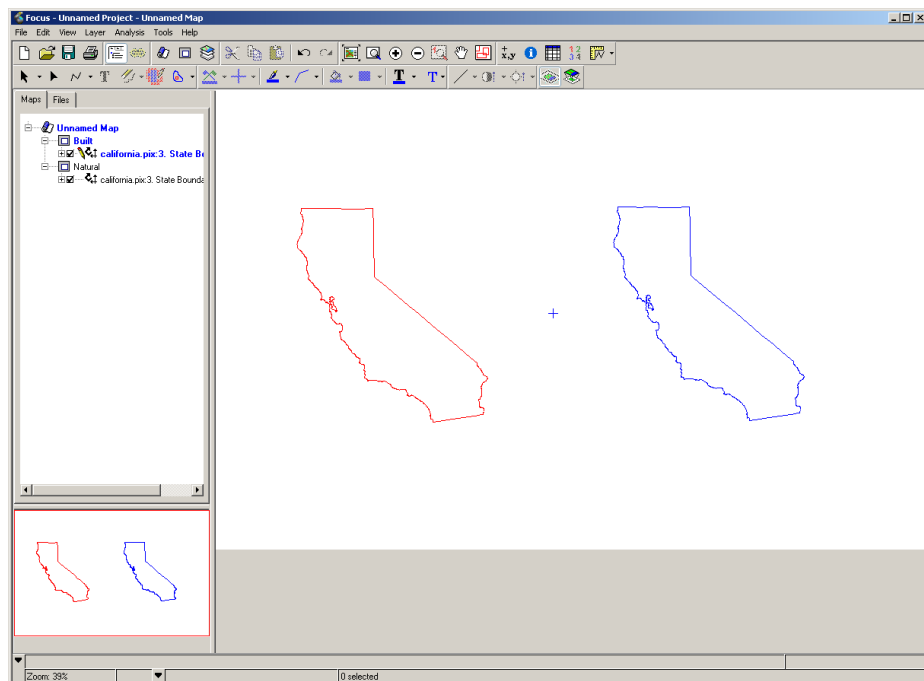 Focus - Unnamed Project - Unnamed Map
File Edit View Layer Analysis Tools Help
Maps Files
Unnamed Map
Built
california.pix:3. State B
Natural
california.pix:3. State Bounda
Zoom: 39%
0 selected